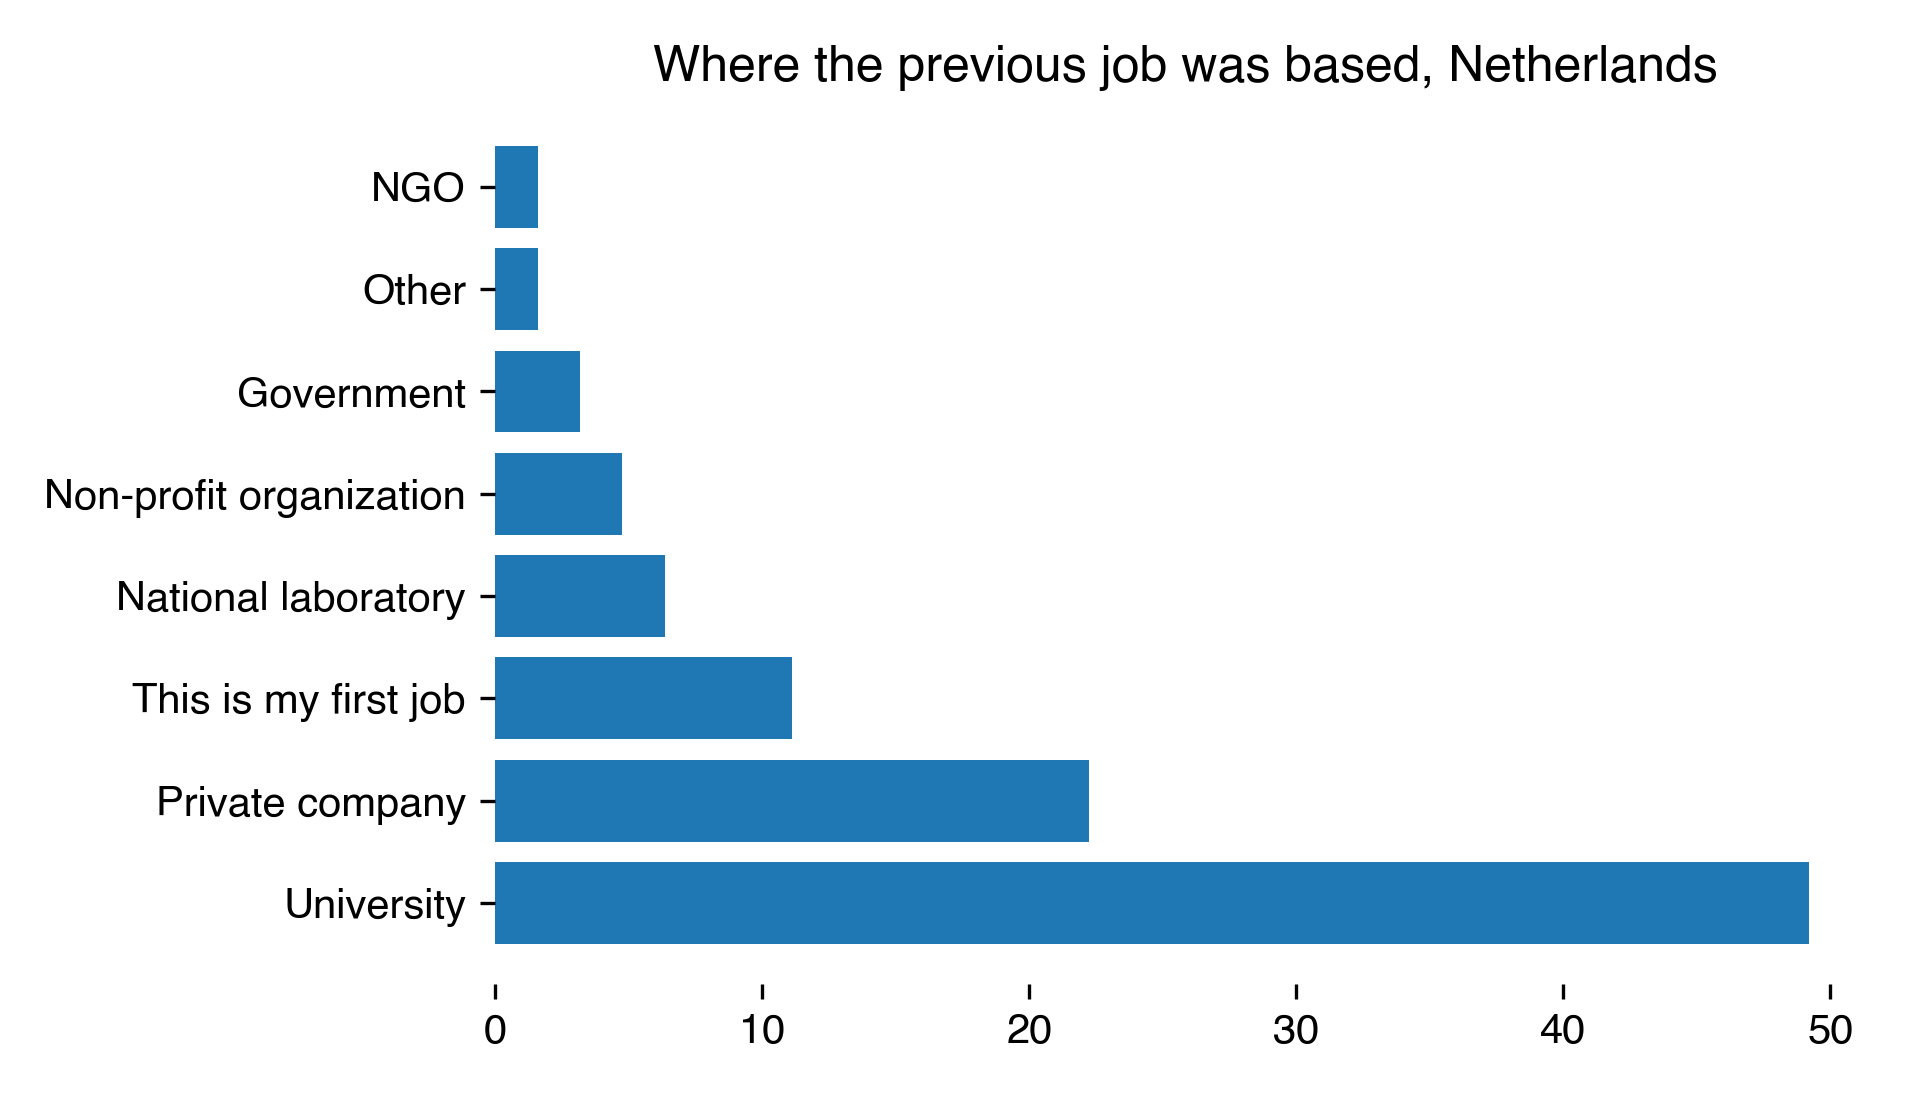 Where the previous job was based, Netherlands
NGO
Other
Government
Non-profit organization
National laboratory
This is my first job
Private company
University
0 10 20 30 40 50